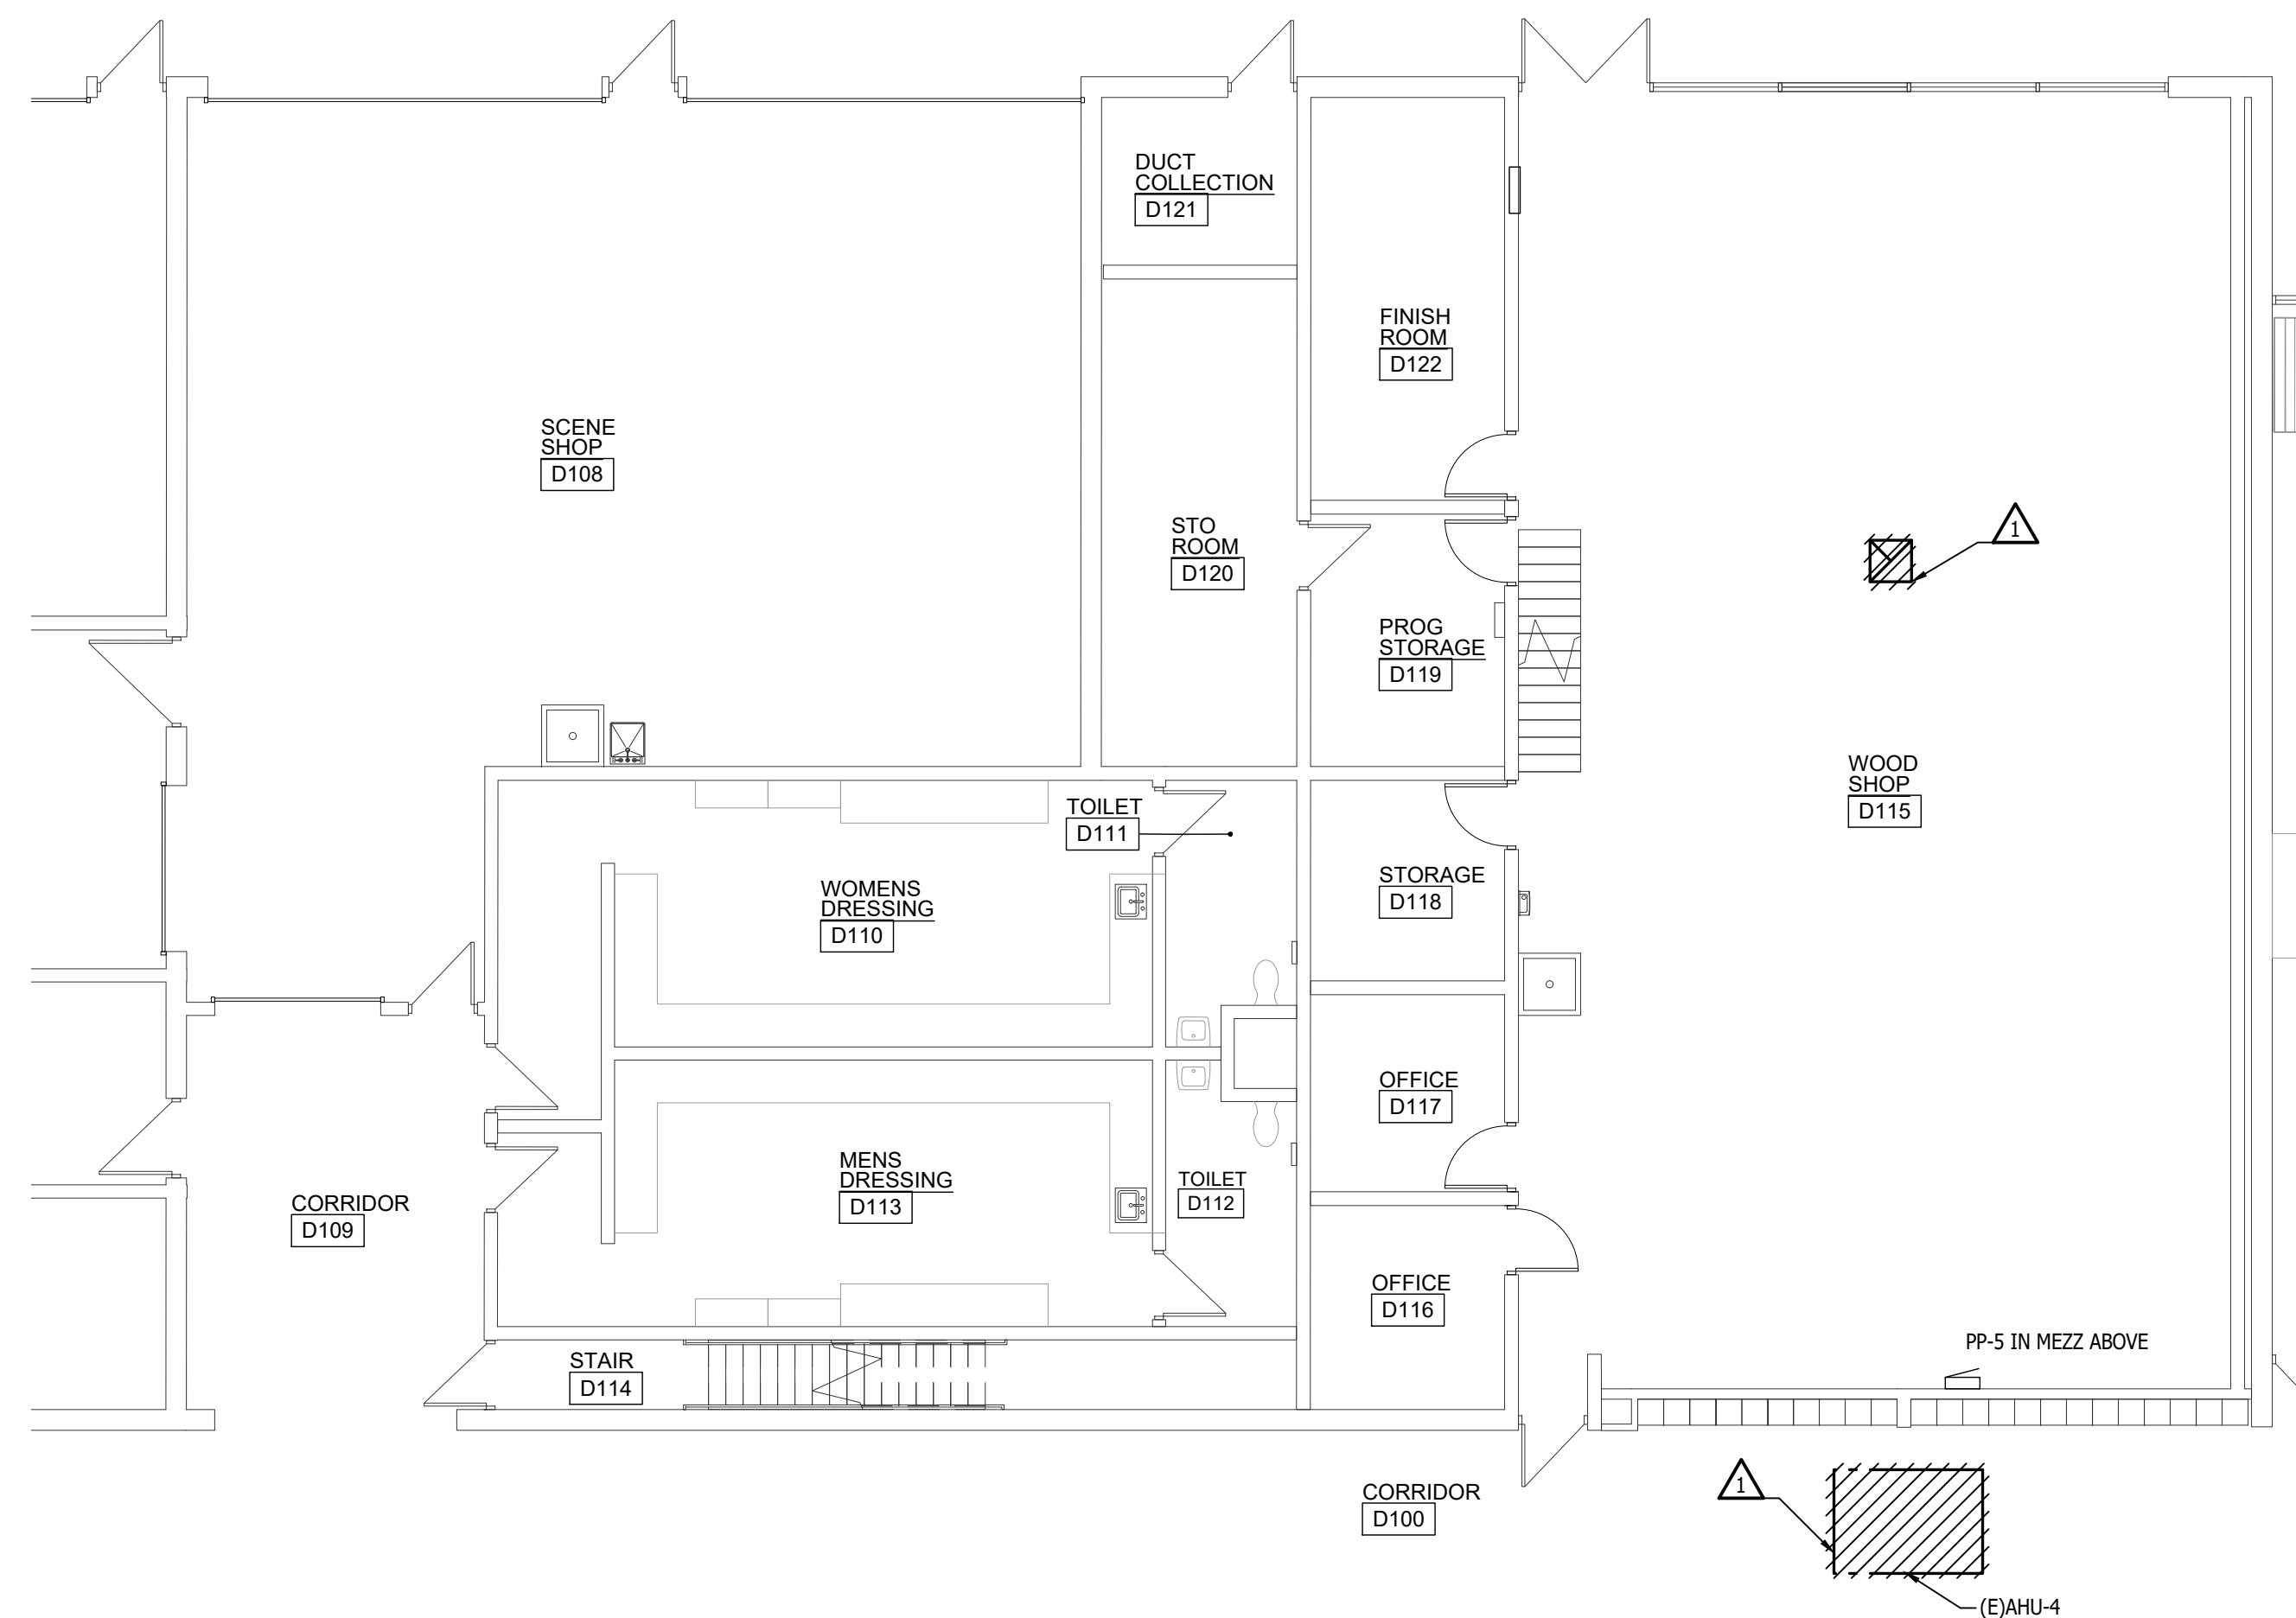 DUCT
COLLECTION
D121
FINISH
ROOM
D122
SCENE
SHOP
D108
STO
ROOM
D120
1
PROG
STORAGE
D119
WOOD
SHOP
D115
TOILET
D111
WOMENS
DRESSING
D110
STORAGE
D118
OFFICE
D117
MENS
DRESSING
D113
TOILET
D112
CORRIDOR
D109
OFFICE
D116
PP-5 IN MEZZ ABOVE
STAIR
D114
CORRIDOR
D100
1
(E)AHU-4